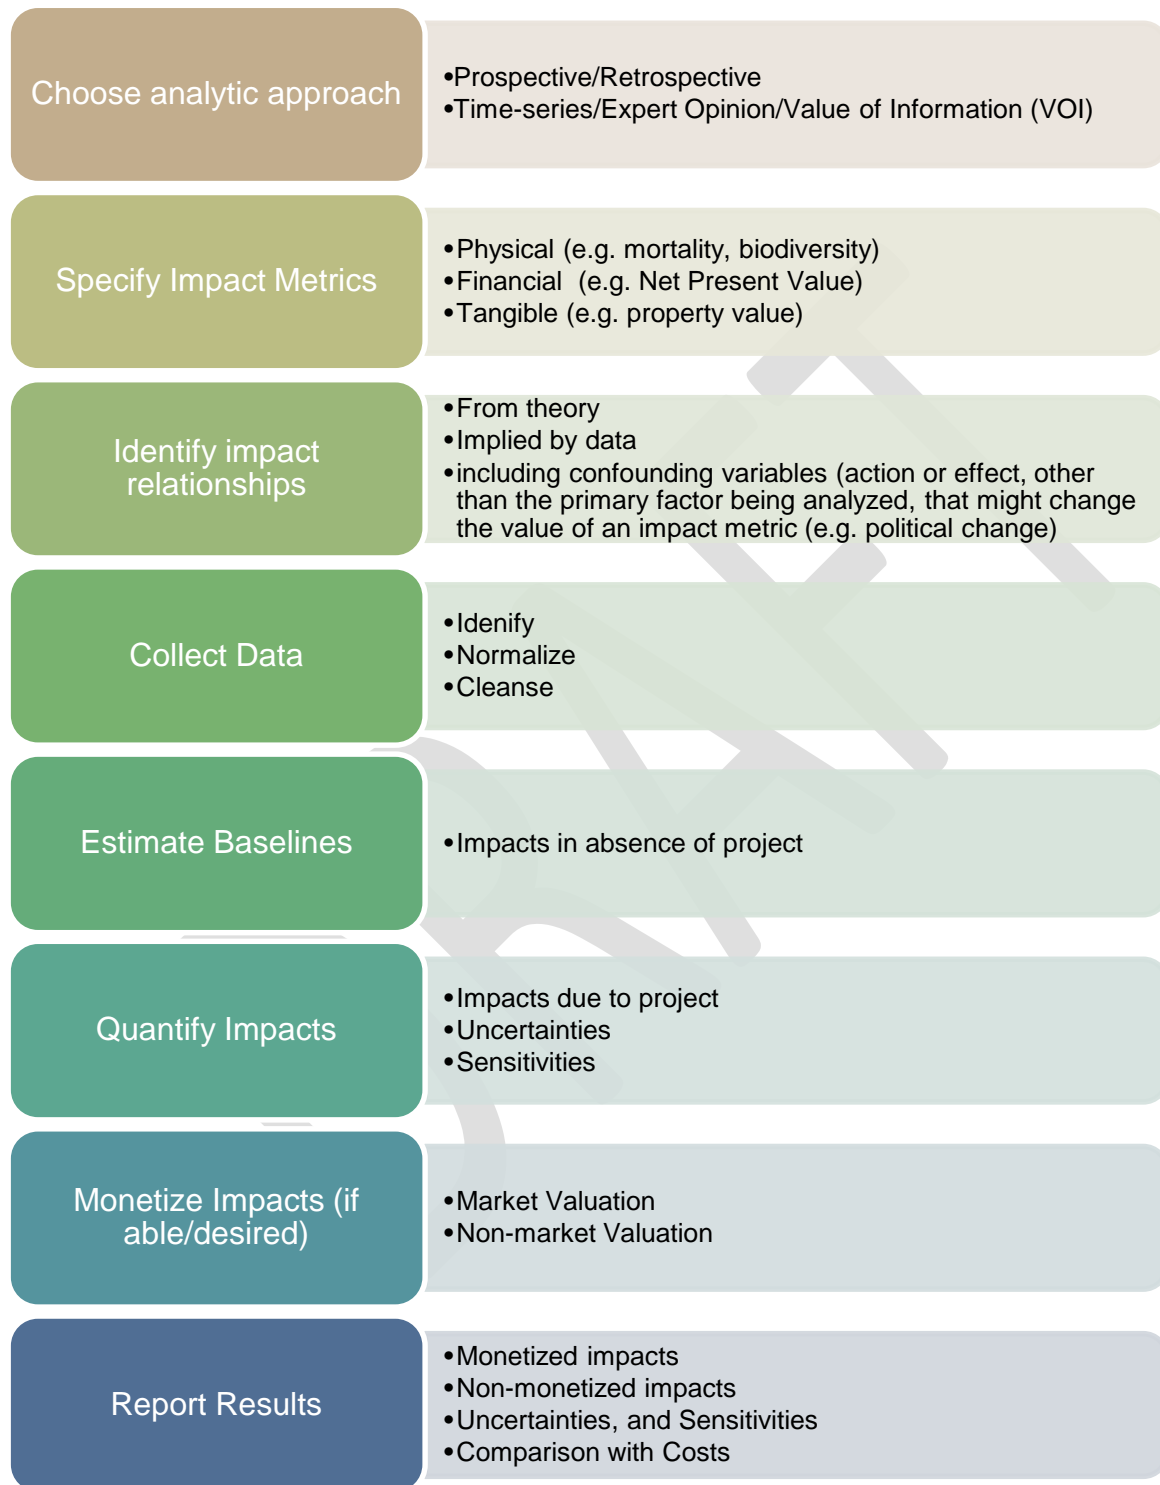 Choose analytic approach
•Prospective/Retrospective
•Time-series/Expert Opinion/Value of Information (VOI)
Specify Impact Metrics
•Physical (e.g. mortality, biodiversity)
•Financial  (e.g. Net Present Value)
•Tangible (e.g. property value)
Identify impact
relationships
•From theory
•Implied by data
•including confounding variables (action or effect, other
than the primary factor being analyzed, that might change
the value of an impact metric (e.g. political change)
Collect Data
•Idenify
•Normalize
•Cleanse
Estimate Baselines
•Impacts in absence of project
Quantify Impacts
•Impacts due to project
•Uncertainties
•Sensitivities
Monetize Impacts (if
able/desired)
•Market Valuation
•Non-market Valuation
Report Results
•Monetized impacts
•Non-monetized impacts
•Uncertainties, and Sensitivities
•Comparison with Costs
DRAFT